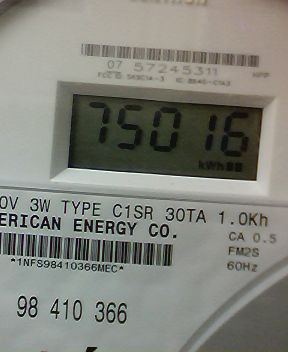 07 57245311
75016
kWh
0V 3W TYPE C1SR 30TA 1.0Kh
ERICAN ENERGY CO.
CA 0.5
FM2S
*1NFS98410366MEC*
60Hz
98 410 366